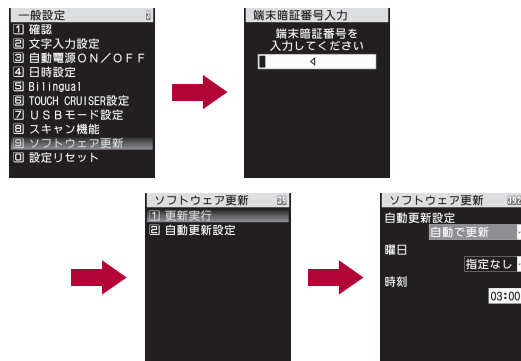 一般設定
1 確認
2 文字入力設定
3 自動電源ON／OFF
4 日時設定
5 Bilingual
6 TOUCH CRUISER設定
7 USBモード設定
8 スキャン機能
9 ソフトウェア更新
0 設定リセット
端末暗証番号入力
端末暗証番号を
入力してください
ソフトウェア更新
1 更新実行
2 自動更新設定
ソフトウェア更新
自動更新設定
自動で更新
曜日
指定なし
時刻
03:00